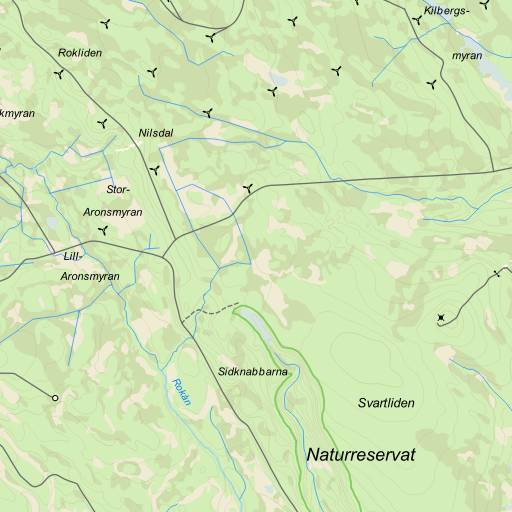 Kilbergs-
myran
Rokliden
kmyran
Nilsdal
Stor-
Aronsmyran
Lill-
Aronsmyran
Sidknabbarna
Rokån
Svartliden
Naturreservat